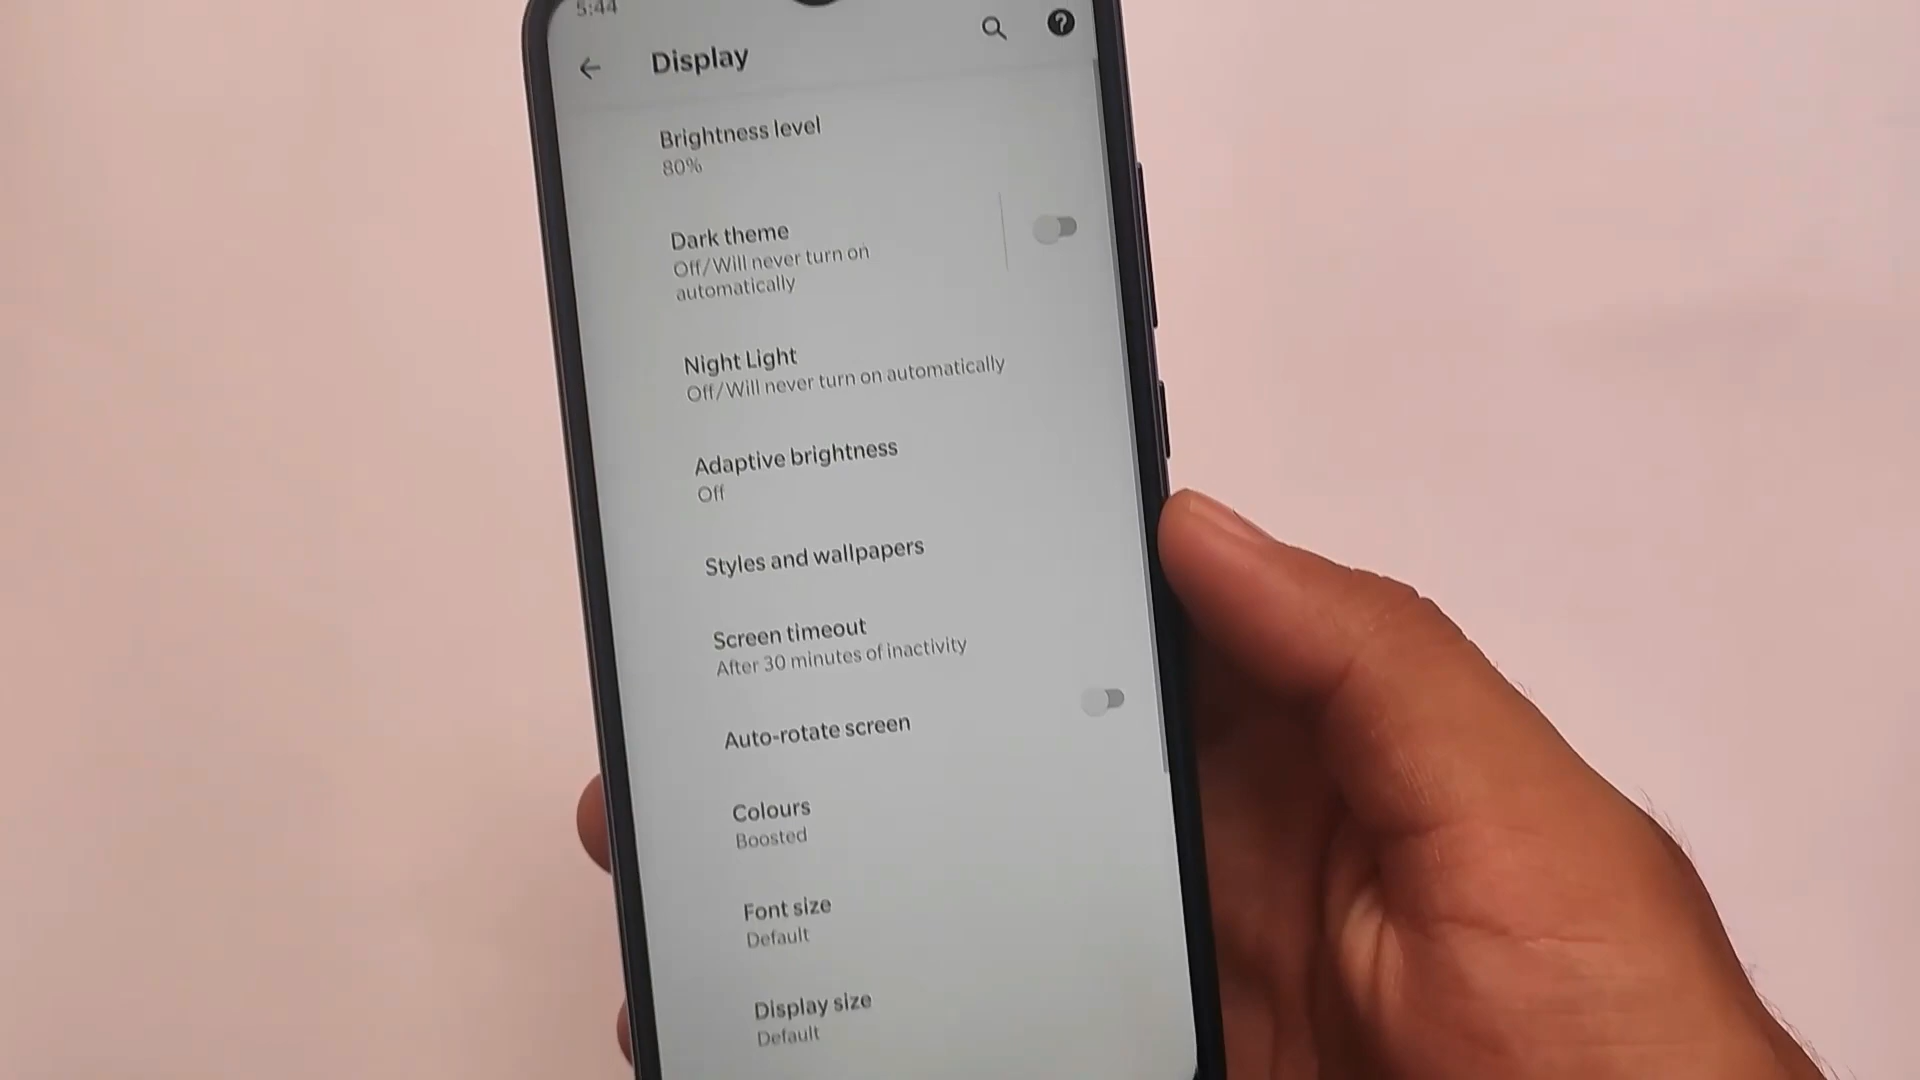 5:44
Display
Brightness level
80%
Dark theme
Off/Will never turn on
automatically
Night Light
Off/Will never turn on automatically
Adaptive brightness
Off
Styles and wallpapers
Screen timeout
After 30 minutes of inactivity
Auto-rotate screen
Colours
Boosted
Font size
Default
Display size
Default